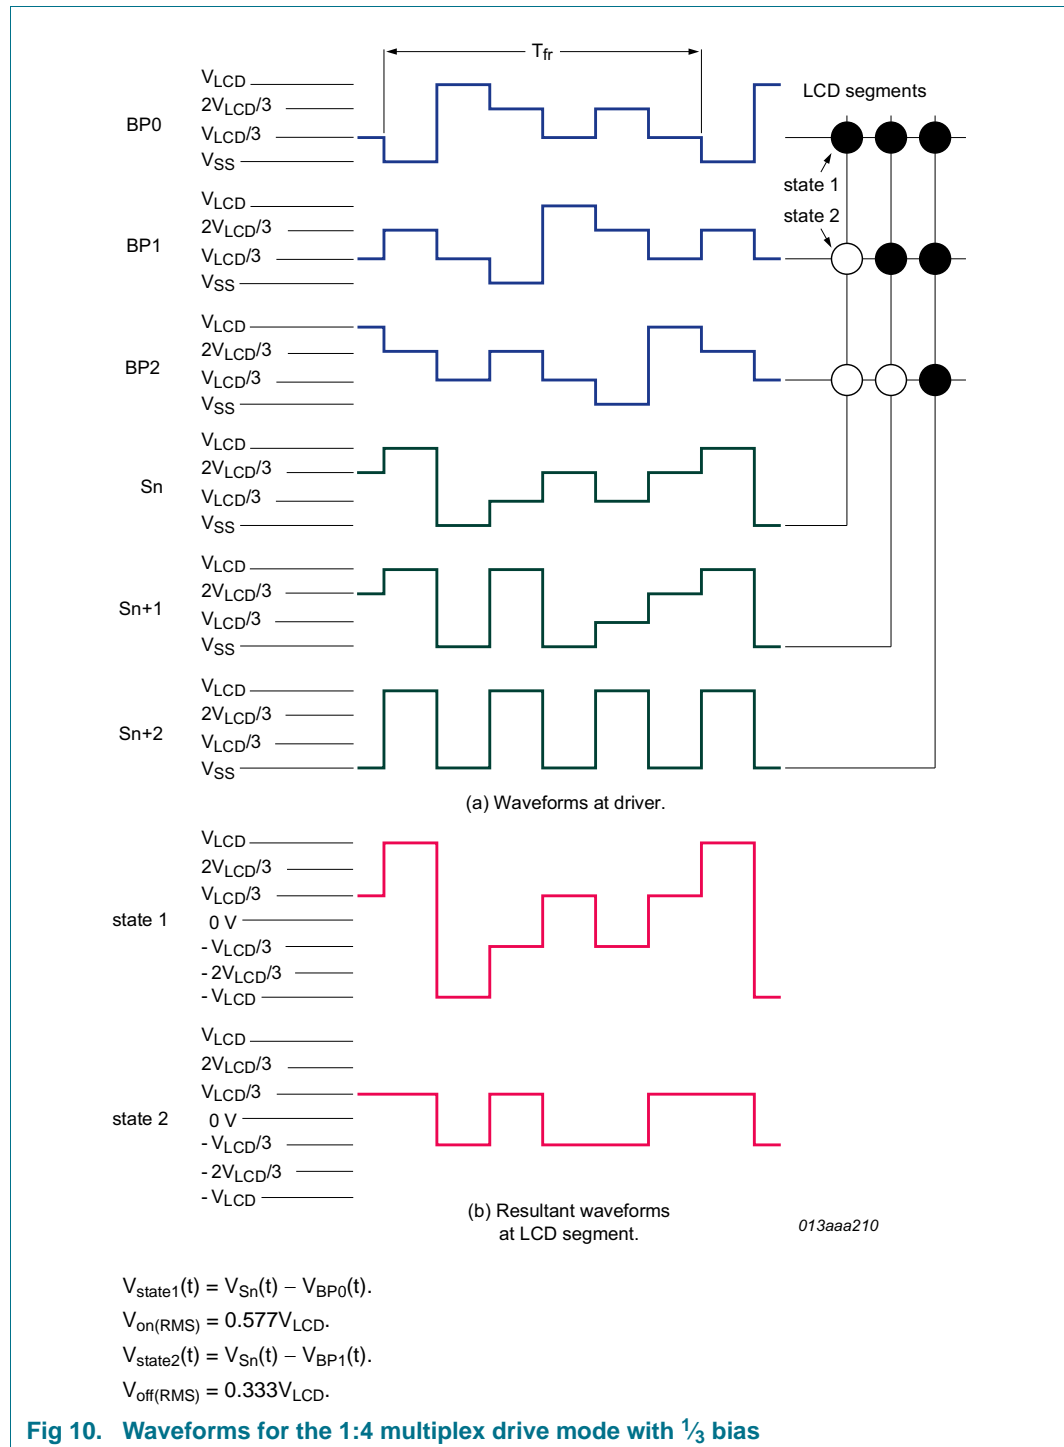 Tfr
VLCD
2VLCD/3
BP0
VLCD/3
VSS
LCD segments
state 1
VLCD
state 2
2VLCD/3
BP1
VLCD/3
VSS
VLCD
2VLCD/3
BP2
VLCD/3
VSS
VLCD
2VLCD/3
Sn
VLCD/3
VSS
VLCD
2VLCD/3
Sn+1
VLCD/3
VSS
VLCD
2VLCD/3
Sn+2
VLCD/3
VSS
(a) Waveforms at driver.
VLCD
2VLCD/3
VLCD/3
state 1
0 V
- VLCD/3
- 2VLCD/3
- VLCD
VLCD
2VLCD/3
VLCD/3
state 2
0 V
- VLCD/3
- 2VLCD/3
- VLCD
(b) Resultant waveforms
at LCD segment.
013aaa210
Vstate1(t) = VSn(t) − VBP0(t).
Von(RMS) = 0.577VLCD.
Vstate2(t) = VSn(t) − VBP1(t).
Voff(RMS) = 0.333VLCD.
Fig 10. Waveforms for the 1:4 multiplex drive mode with 1⁄3 bias